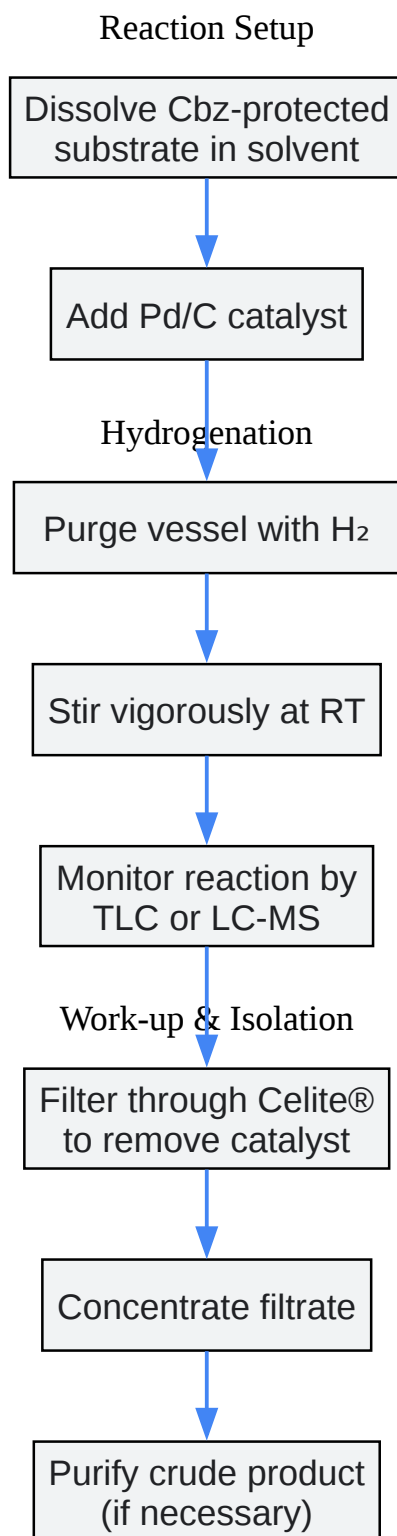 Reaction Setup
Dissolve Cbz-protected
substrate in solvent
Add Pd/C catalyst
Hydrogenation
Purge vessel with H₂
Stir vigorously at RT
Monitor reaction by
TLC or LC-MS
Work-up & Isolation
Filter through Celite®
to remove catalyst
Concentrate filtrate
Purify crude product
(if necessary)